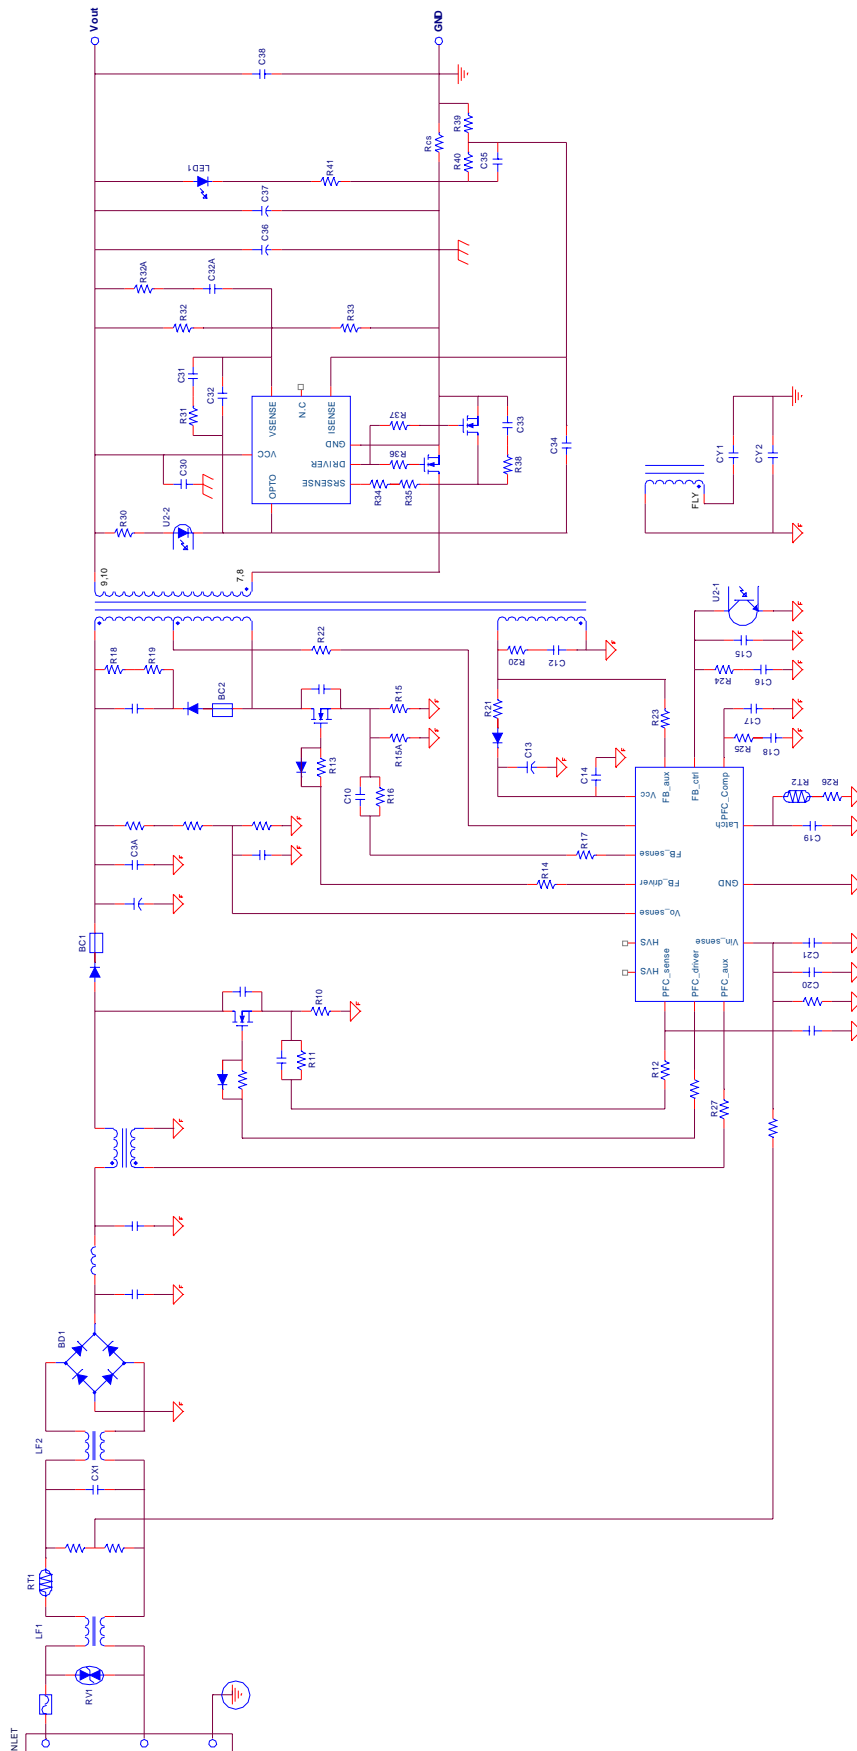 Vout
GND
C38
Rcs
R39
R40
C35
LED1
R41
C37
C36
R32A
C32A
R32
R33
C31
C32
R31
VSENSE
N.C
ISENSE
VCC
GND
DRIVER
OPTO
SRSENSE
R37
R36
C33
R38
C34
R34
R35
C30
R30
U2-2
CY1
CY2
FLY
9,10
7,8
U2-1
R22
R18
R19
BC2
R20
C12
C15
R24
C16
R15
R15A
R21
R23
C17
R25
C18
R13
C10
R16
C13
C14
R17
R14
Vcc
FB_aux
FB_ctrl
PFC_Comp
Latch
FB_sense
FB_driver
GND
Vo_sense
HVS
HVS
Vin_sense
PFC_sense
PFC_driver
PFC_aux
RT2
R26
C19
C3A
BC1
C21
C20
R10
R11
R12
R27
BD1
LF2
CX1
RT1
LF1
RV1
NLET